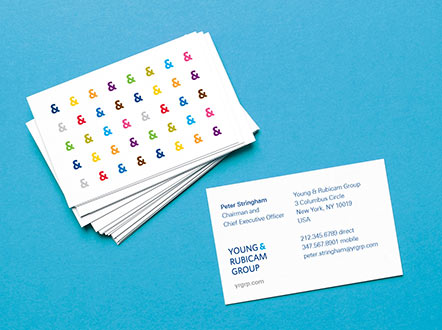 & & & & & & & &
& & & & & & & &
& & & & & & & &
& & & & & & & &
& & & & & & & &
Peter Stringham
Chairman and
Chief Executive Officer
YOUNG &
RUBICAM
GROUP
yrgrp.com
Young & Rubicam Group
3 Columbus Circle
New York, NY 10019
USA
212.345.6789 direct
347.567.8901 mobile
peter.stringham@yrgrp.com